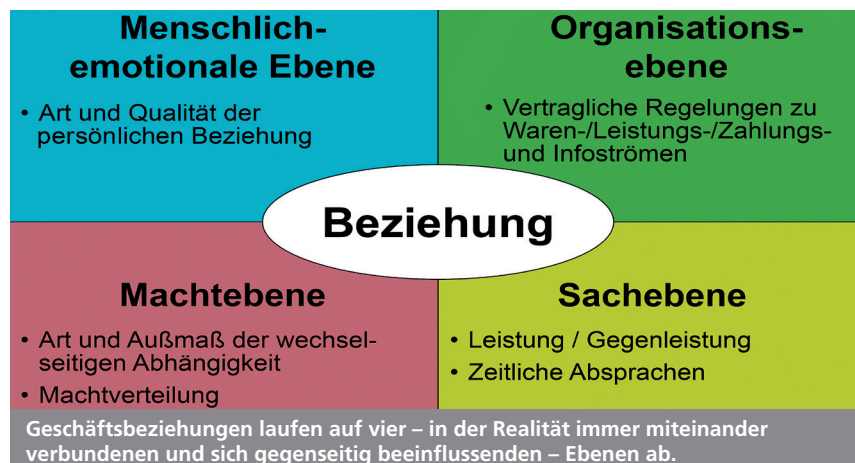 Menschlich-
emotionale Ebene
• Art und Qualität der
persönlichen Beziehung
Organisations-
ebene
• Vertragliche Regelungen zu
Waren-/Leistungs-/Zahlungs-
und Infoströmen
Beziehung
Machtebene
• Art und Außmaß der wechsel-
seitigen Abhängigkeit
• Machtverteilung
Sachebene
• Leistung / Gegenleistung
• Zeitliche Absprachen
Geschäftsbeziehungen laufen auf vier – in der Realität immer miteinander
verbundenen und sich gegenseitig beeinflussenden – Ebenen ab.